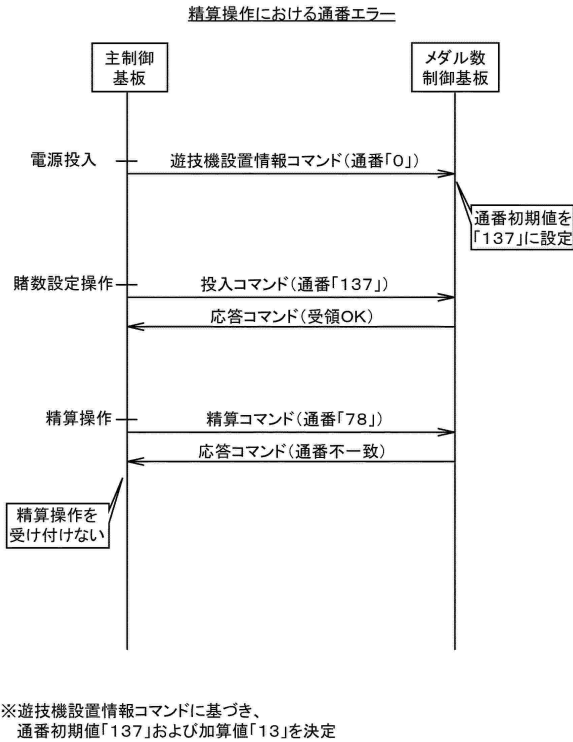 精算操作における通番エラー
主制御
基板
メダル数
制御基板
電源投入
遊技機設置情報コマンド(通番「0」)
通番初期値を
「137」に設定
賭数設定操作
投入コマンド(通番「137」)
応答コマンド(受領OK)
精算操作
精算コマンド(通番「78」)
応答コマンド(通番不一致)
精算操作を
受け付けない
※遊技機設置情報コマンドに基づき、
通番初期値「137」および加算値「13」を決定